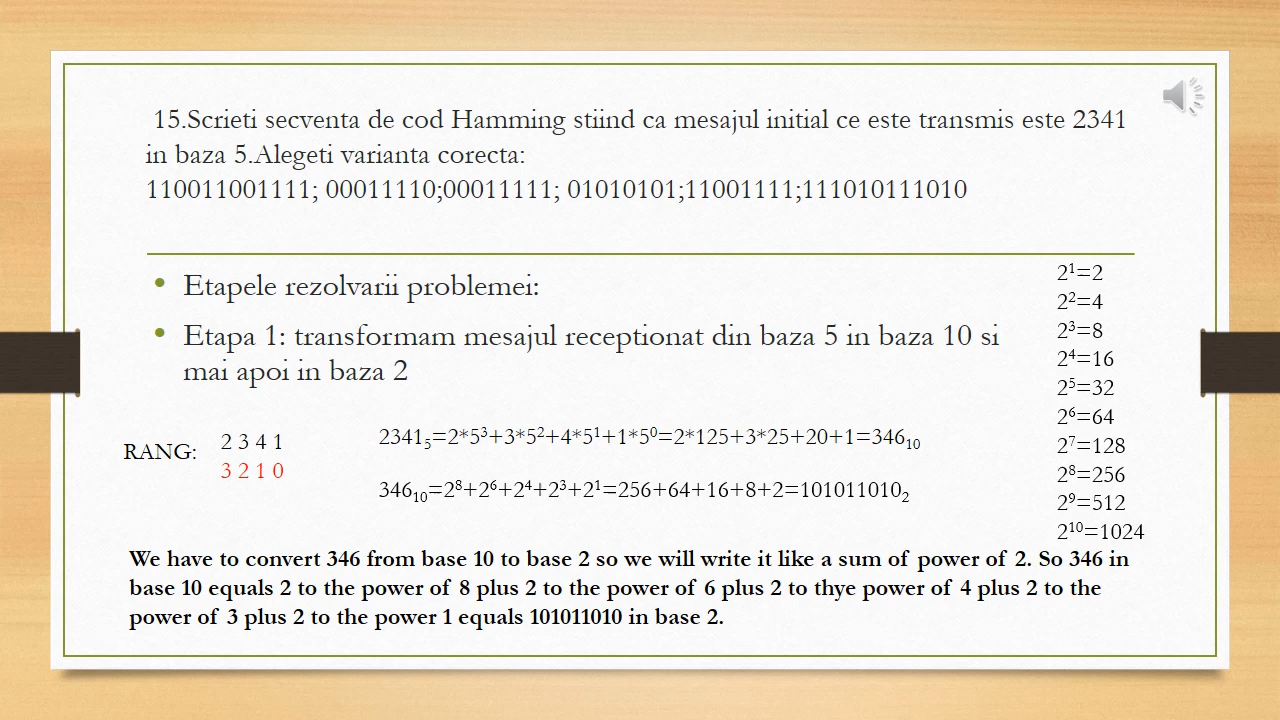 15.Scrieti secventa de cod Hamming stiind ca mesajul initial ce este transmis este 2341
in baza 5.Alegeti varianta corecta:
110011001111; 00011110;00011111; 01010101;11001111;111010111010
• Etapele rezolvarii problemei:
• Etapa 1: transformam mesajul receptionat din baza 5 in baza 10 si
mai apoi in baza 2
2¹=2
2²=4
2³=8
2⁴=16
2⁵=32
2⁶=64
2⁷=128
2⁸=256
2⁹=512
2¹⁰=1024
RANG:
2 3 4 1
3 2 1 0
2341₅=2*5³+3*5²+4*5¹+1*5⁰=2*125+3*25+20+1=346₁₀
346₁₀=2⁸+2⁶+2⁴+2³+2¹=256+64+16+8+2=101011010₂
We have to convert 346 from base 10 to base 2 so we will write it like a sum of power of 2. So 346 in
base 10 equals 2 to the power of 8 plus 2 to the power of 6 plus 2 to thye power of 4 plus 2 to the
power of 3 plus 2 to the power 1 equals 101011010 in base 2.